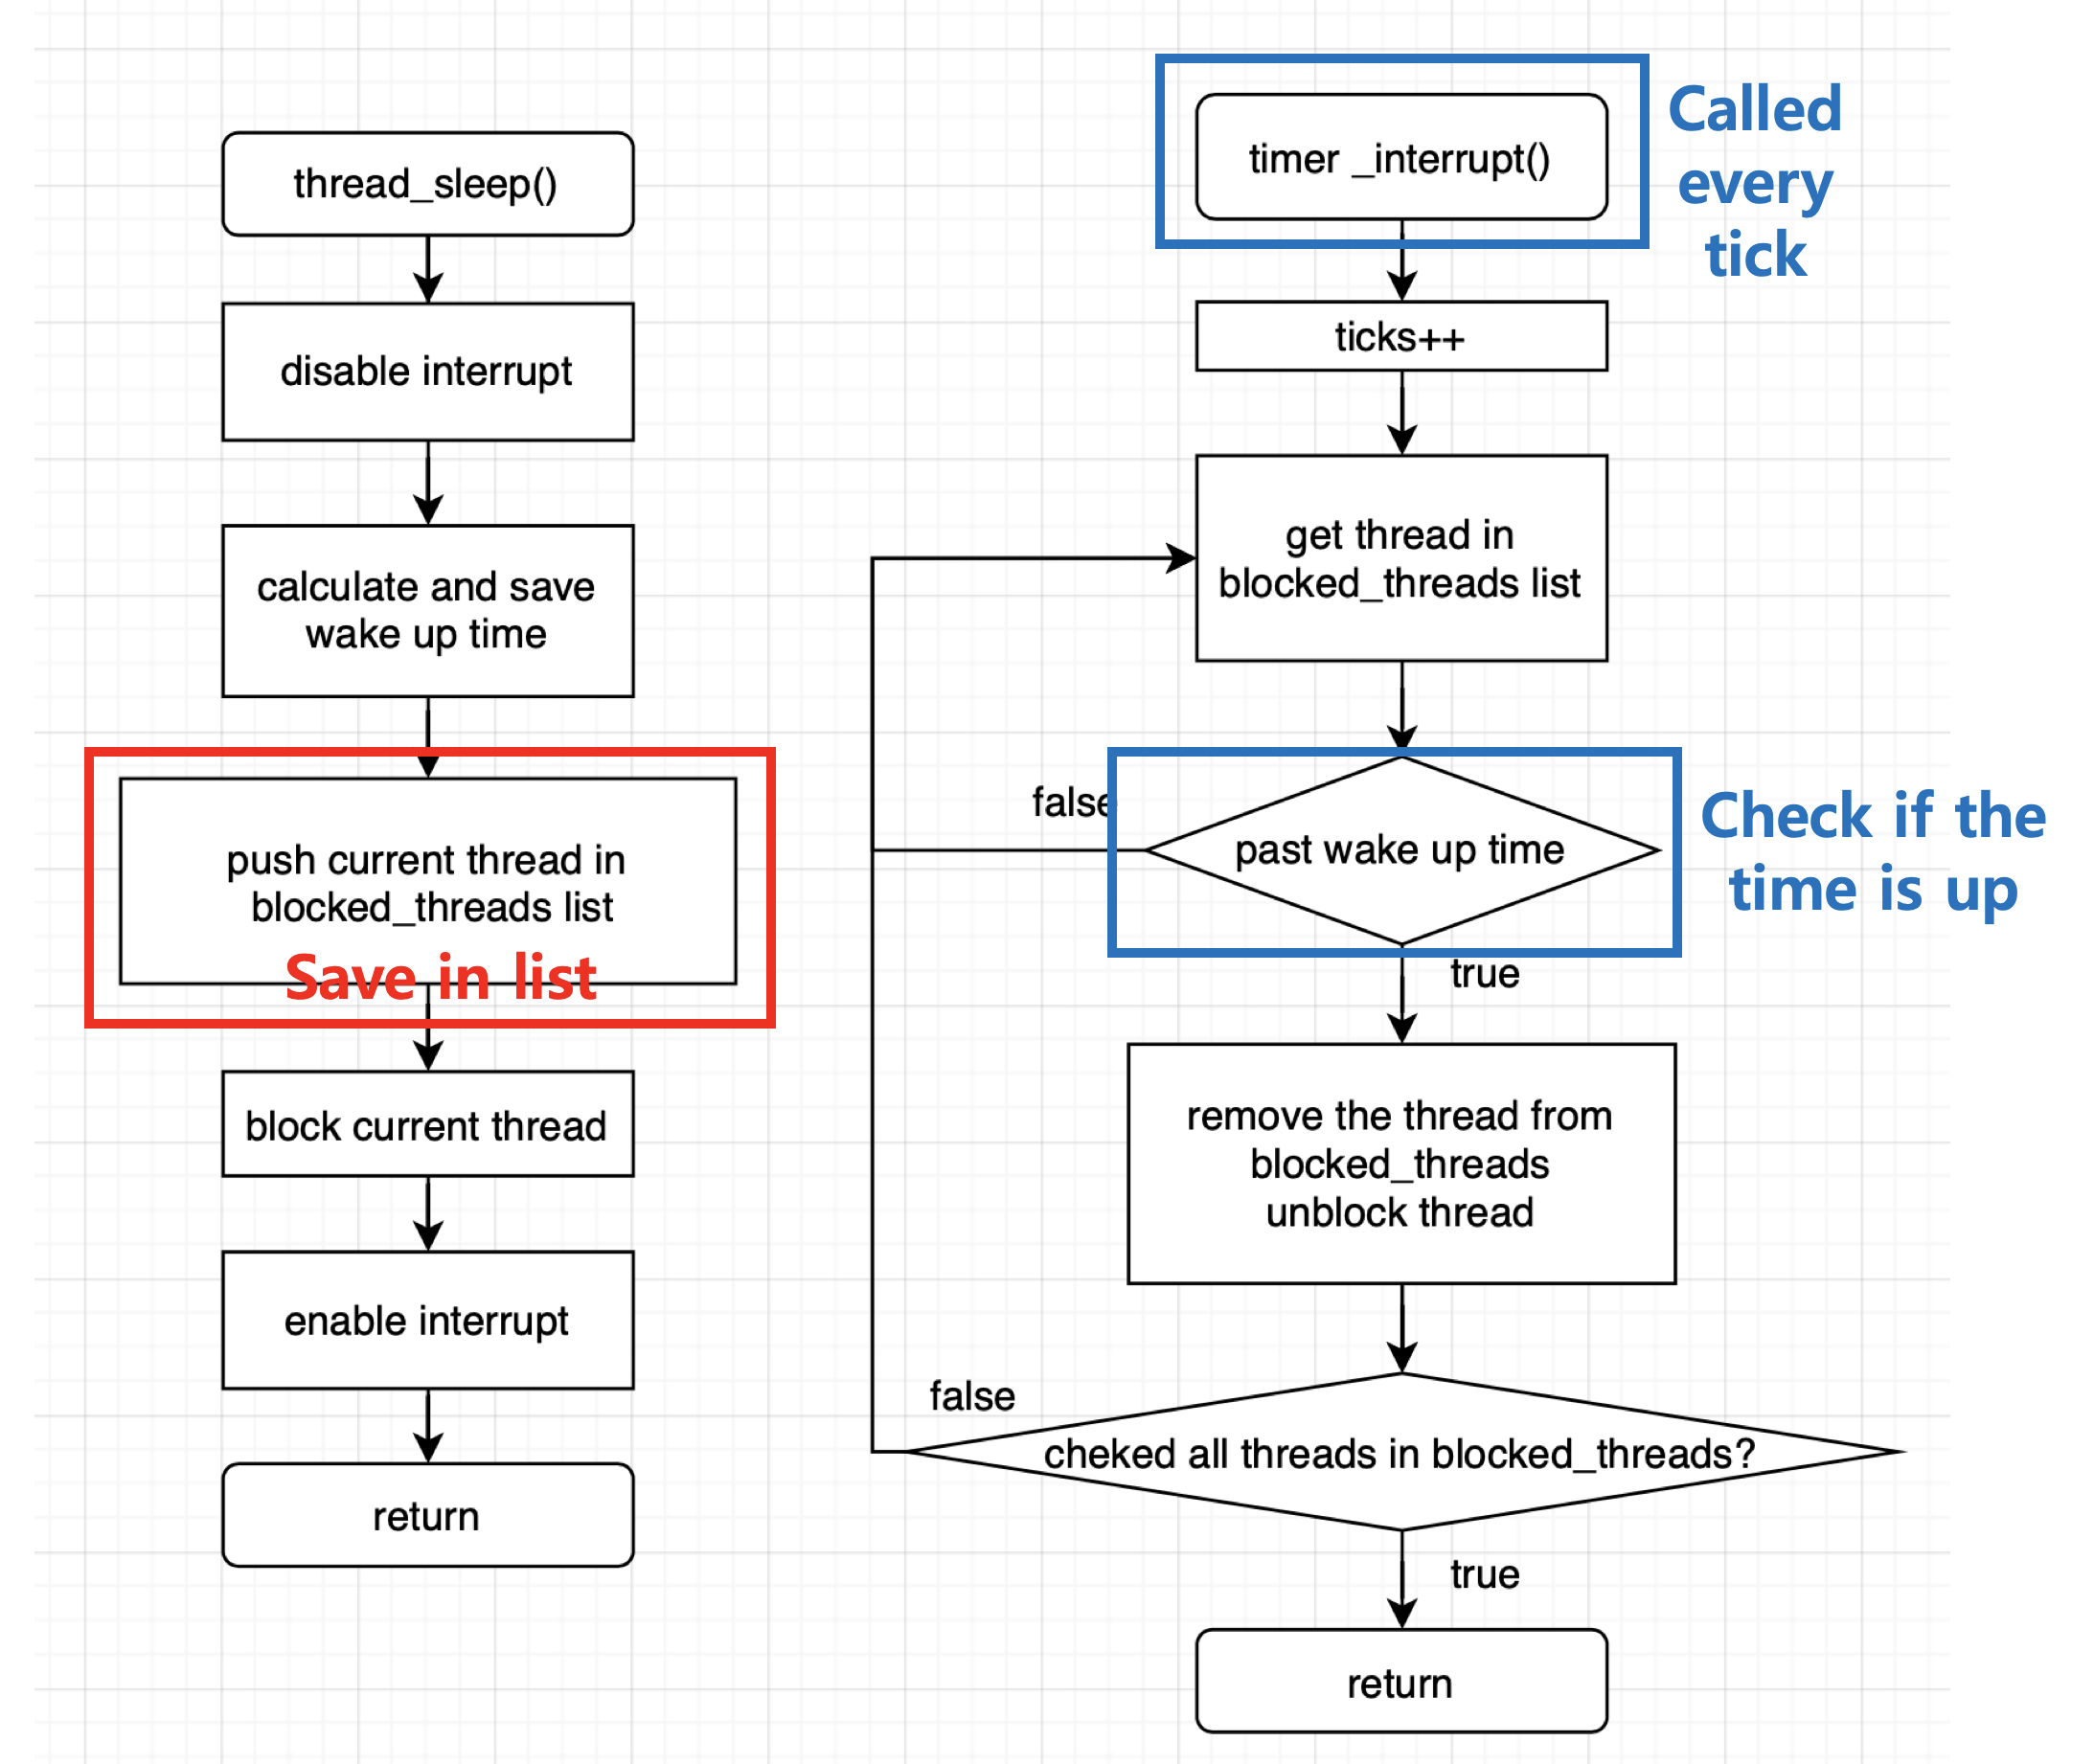 thread_sleep()
disable interrupt
calculate and save
wake up time
push current thread in
blocked_threads list
Save in list
block current thread
enable interrupt
return
timer _interrupt()
Called
every
tick
ticks++
get thread in
blocked_threads list
false
past wake up time
Check if the
time is up
true
remove the thread from
blocked_threads
unblock thread
false
cheked all threads in blocked_threads?
true
return